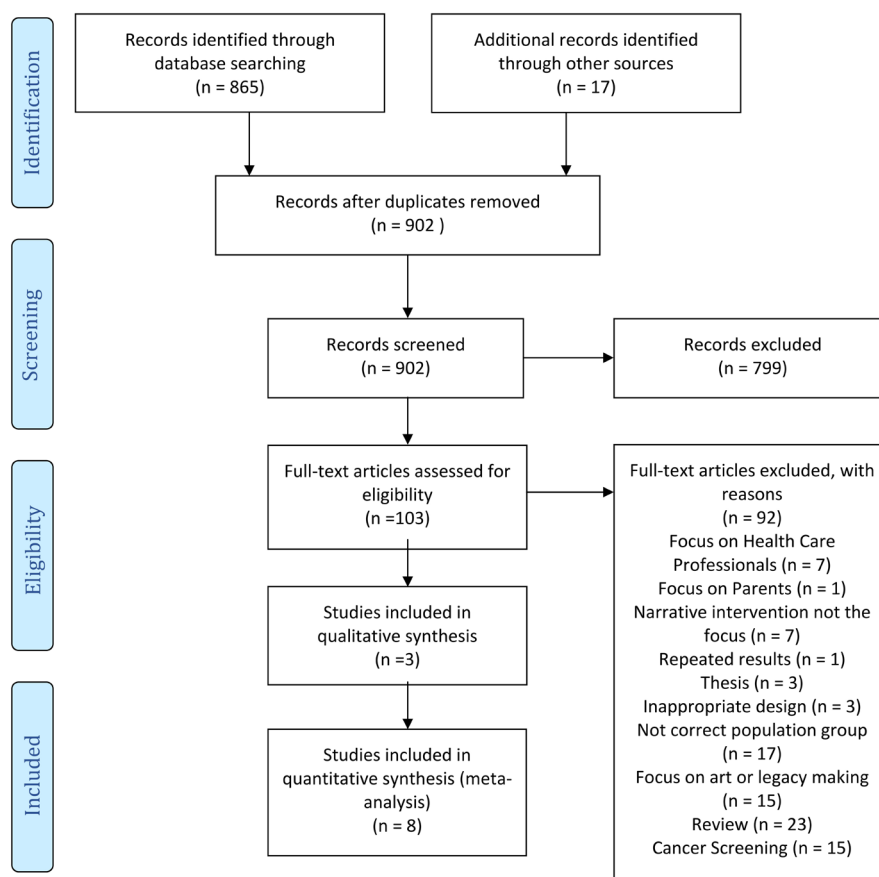 Identification
Records identified through
database searching
(n = 865)
Additional records identified
through other sources
(n = 17)
Records after duplicates removed
(n = 902 )
Screening
Records screened
(n = 902)
Records excluded
(n = 799)
Eligibility
Full-text articles assessed for
eligibility
(n =103)
Full-text articles excluded, with
reasons
(n = 92)
Focus on Health Care
Professionals (n = 7)
Focus on Parents (n = 1)
Narrative intervention not the
focus (n = 7)
Repeated results (n = 1)
Thesis (n = 3)
Inappropriate design (n = 3)
Not correct population group
(n = 17)
Focus on art or legacy making
(n = 15)
Review (n = 23)
Cancer Screening (n = 15)
Studies included in
qualitative synthesis
(n =3)
Included
Studies included in
quantitative synthesis (meta-
analysis)
(n = 8)